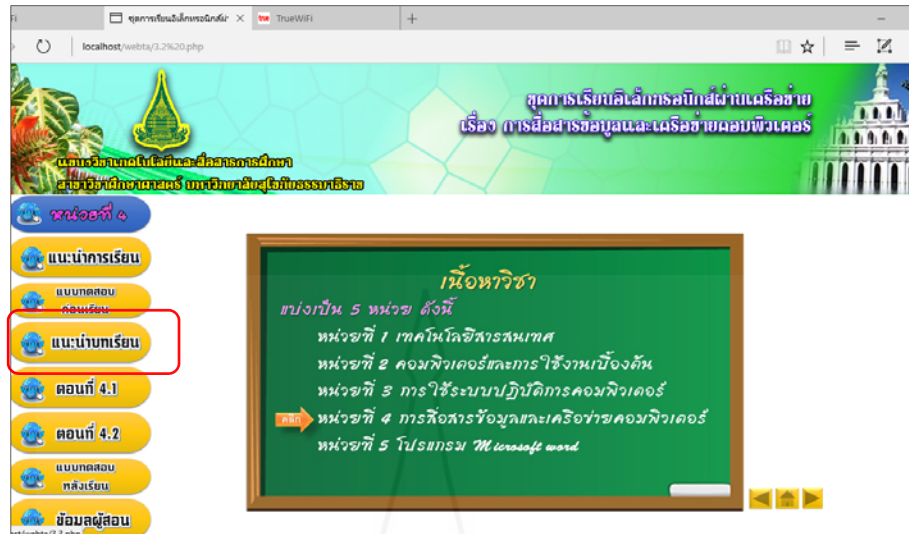 Fi
ชุดการเรียนอิเล็กทรอนิกส์ผ่า
true TrueWiFi
localhost/webta/3.2%20.php
ชุดการเรียนอิเล็กทรอนิกส์ผ่านเครือข่าย
เรื่อง การสื่อสารข้อมูลและเครือข่ายคอมพิวเตอร์
แขนงวิชาเทคโนโลยีและสื่อสารการศึกษา
สาขาวิชาศึกษาศาสตร์ มหาวิทยาลัยสุโขทัยธรรมาธิราช
หน่วยที่ 4
แนะนำการเรียน
แบบทดสอบ
ก่อนเรียน
แนะนำบทเรียน
ตอนที่ 4.1
ตอนที่ 4.2
แบบทดสอบ
หลังเรียน
ข้อมูลผู้สอน
เนื้อหาวิชา
แบ่งเป็น 5 หน่วย ดังนี้
หน่วยที่ 1 เทคโนโลยีสารสนเทศ
หน่วยที่ 2 คอมพิวเตอร์และการใช้งานเบื้องต้น
หน่วยที่ 3 การใช้ระบบปฏิบัติการคอมพิวเตอร์
คลิก หน่วยที่ 4 การสื่อสารข้อมูลและเครือข่ายคอมพิวเตอร์
หน่วยที่ 5 โปรแกรม Microsoft word